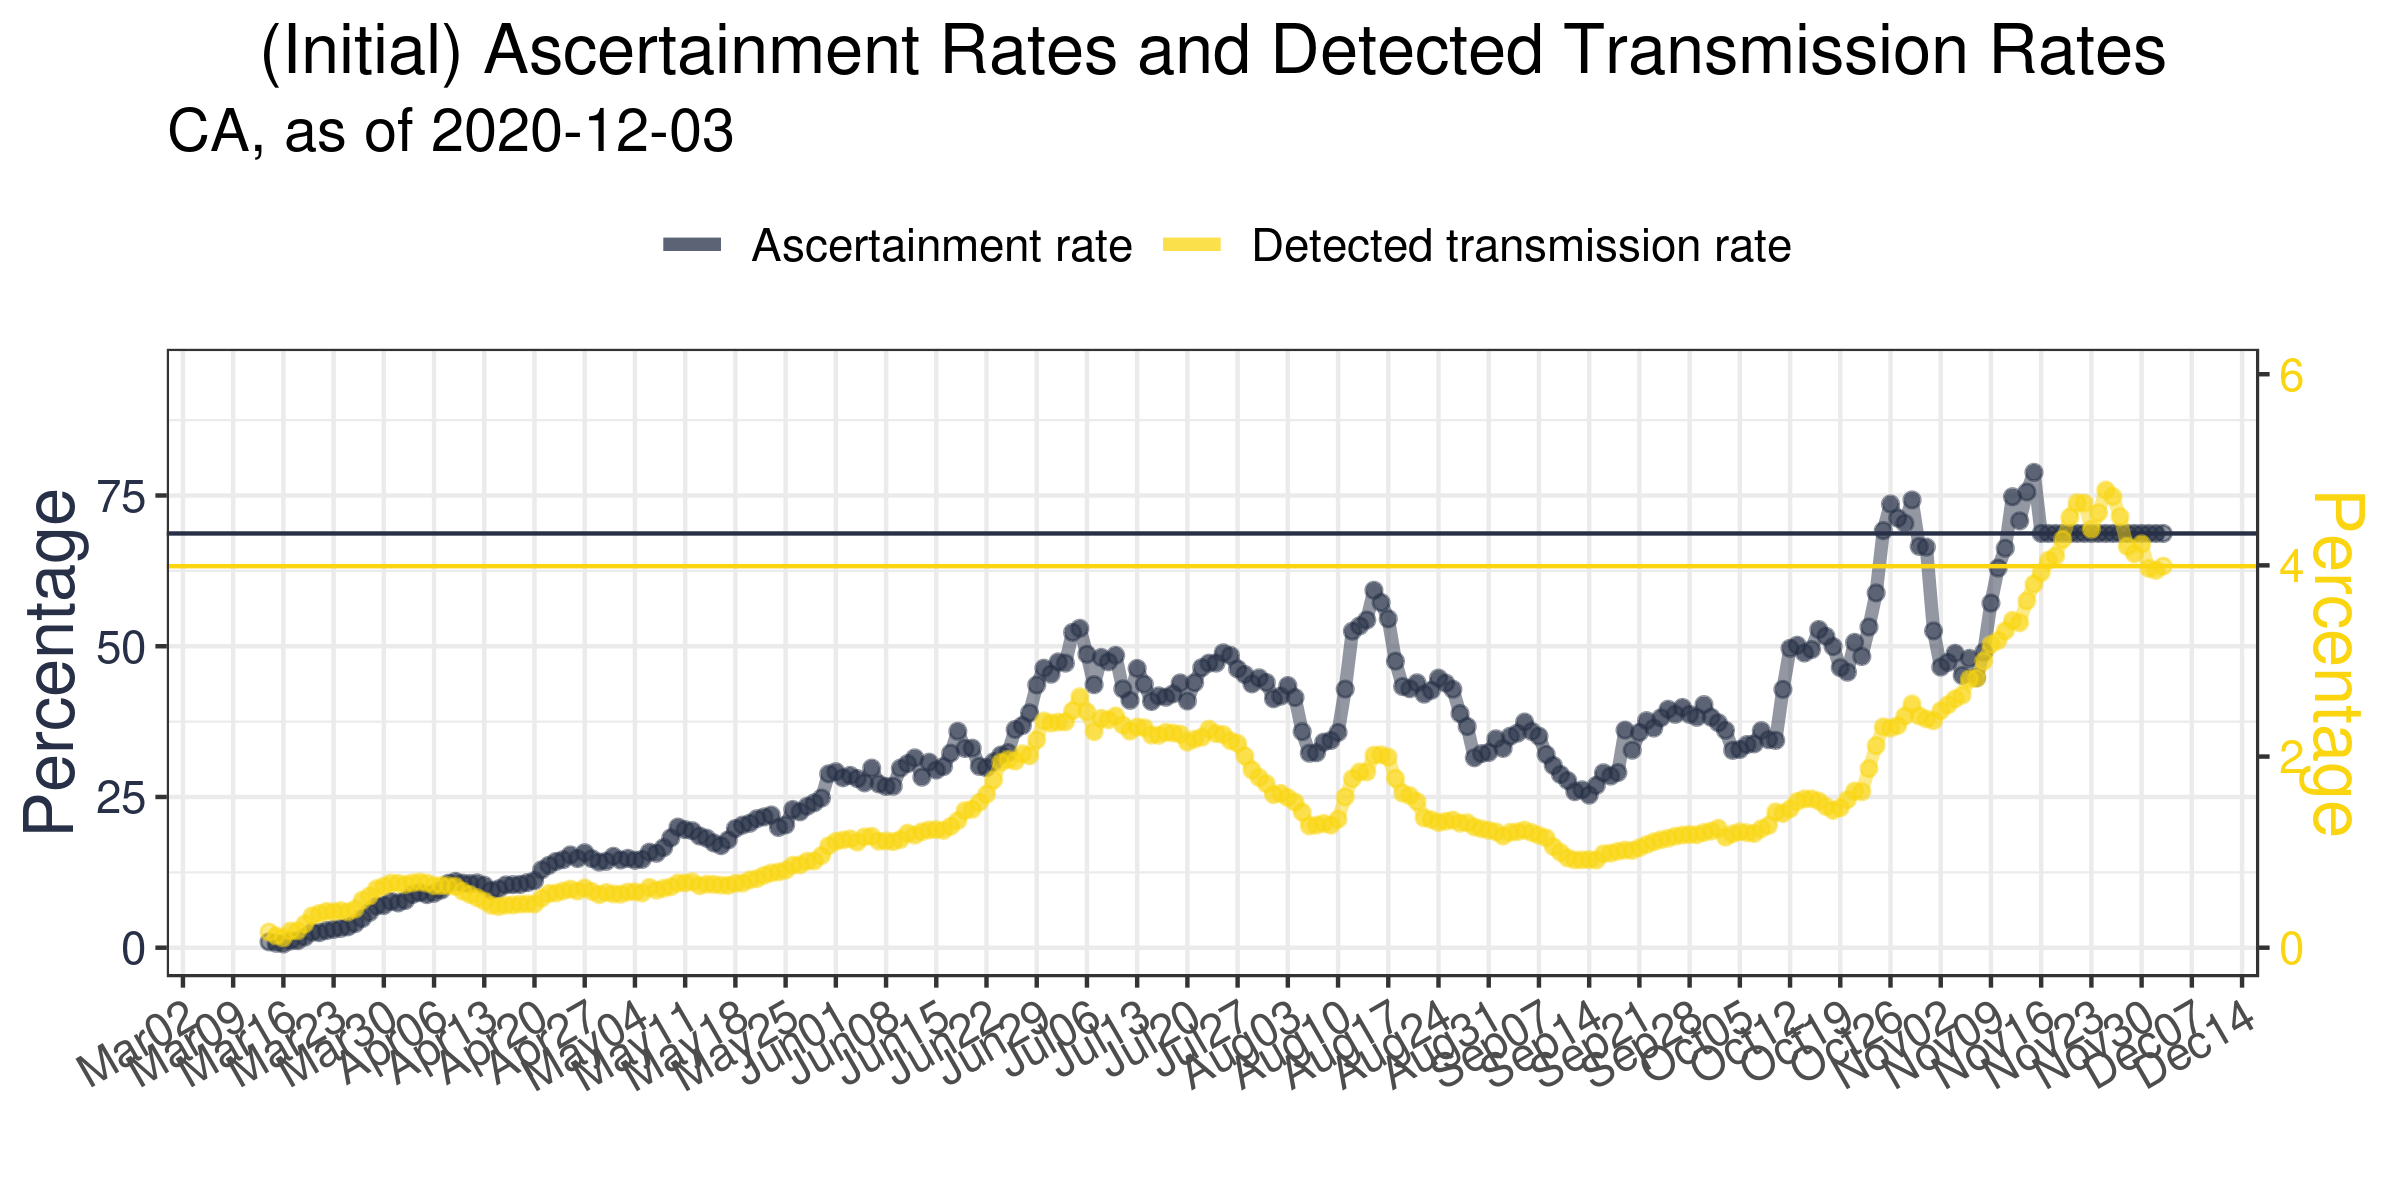 (Initial) Ascertainment Rates and Detected Transmission Rates
CA, as of 2020-12-03
Ascertainment rate
Detected transmission rate
Percentage
75
50
25
0
6
4
2
0
Percentage
Mar02
Mar09
Mar16
Mar23
Mar30
Apr06
Apr13
Apr20
Apr27
May04
May11
May18
May25
Jun01
Jun08
Jun15
Jun22
Jun29
Jul06
Jul13
Jul20
Jul27
Aug03
Aug10
Aug17
Aug24
Aug31
Sep07
Sep14
Sep21
Sep28
Oct05
Oct12
Oct19
Oct26
Nov02
Nov09
Nov16
Nov23
Nov30
Dec07
Dec14